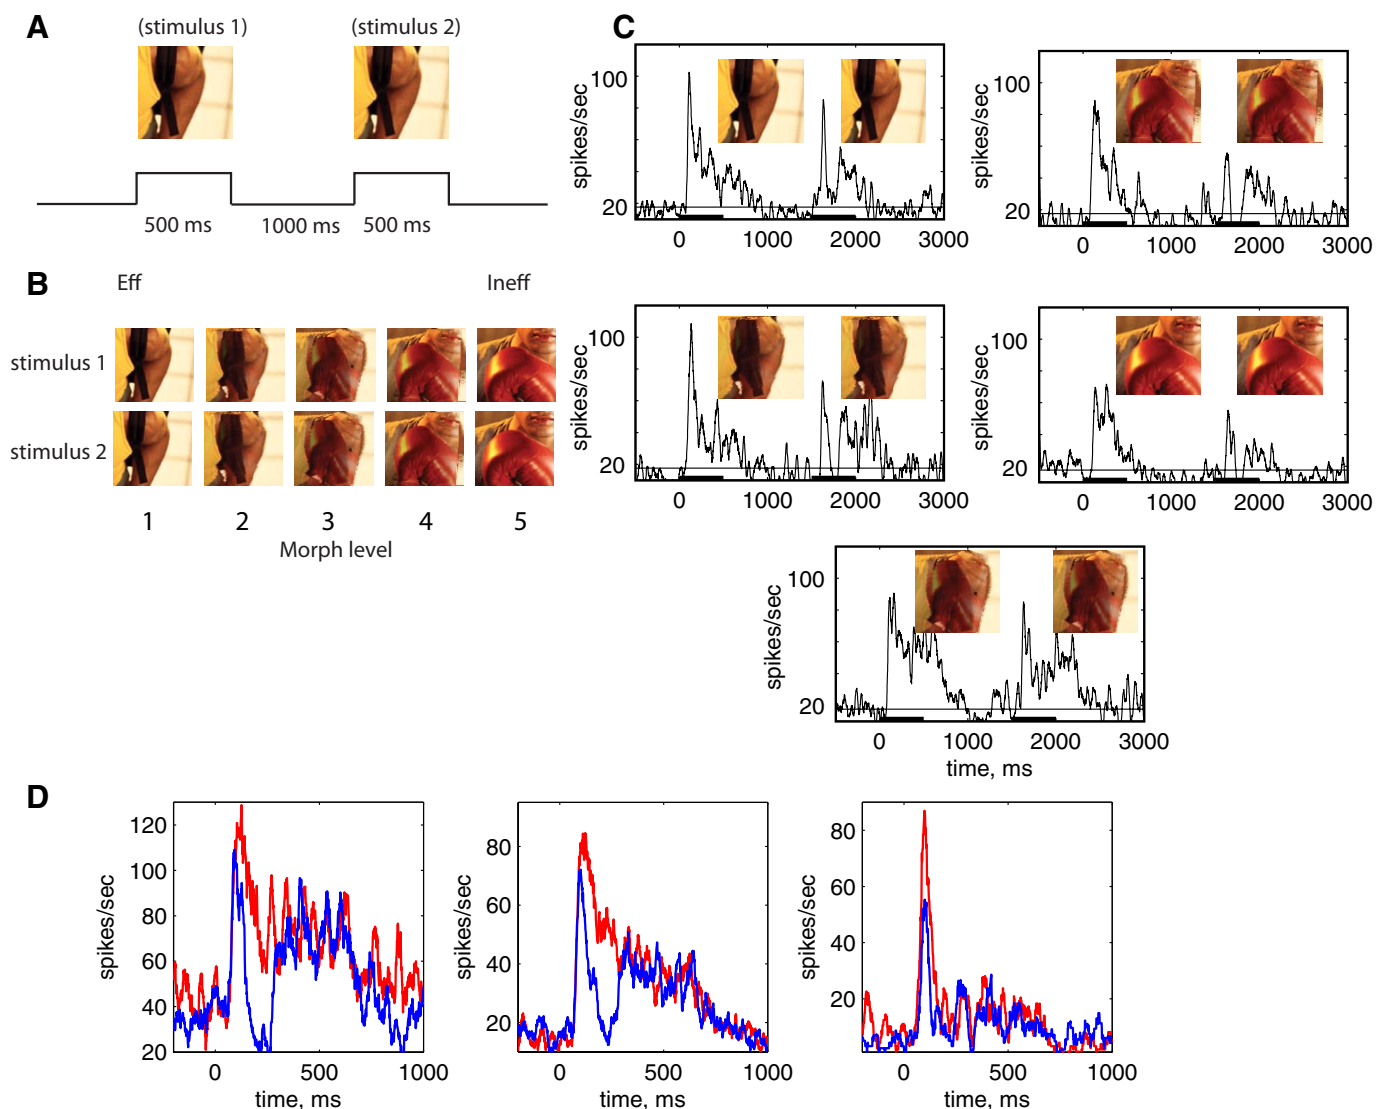 A
(stimulus 1)
(stimulus 2)
500 ms
1000 ms
500 ms
B
Eff
Ineff
stimulus 1
stimulus 2
1
2
3
4
5
Morph level
C
spikes/sec
100
20
0
1000
2000
3000
100
20
0
1000
2000
3000
spikes/sec
100
20
0
1000
2000
3000
spikes/sec
100
20
0
1000
2000
3000
spikes/sec
100
20
0
1000
2000
3000
time, ms
spikes/sec
D
120
100
80
60
40
20
0
500
1000
time, ms
spikes/sec
80
60
40
20
0
500
1000
time, ms
spikes/sec
80
60
40
20
0
500
1000
time, ms
spikes/sec